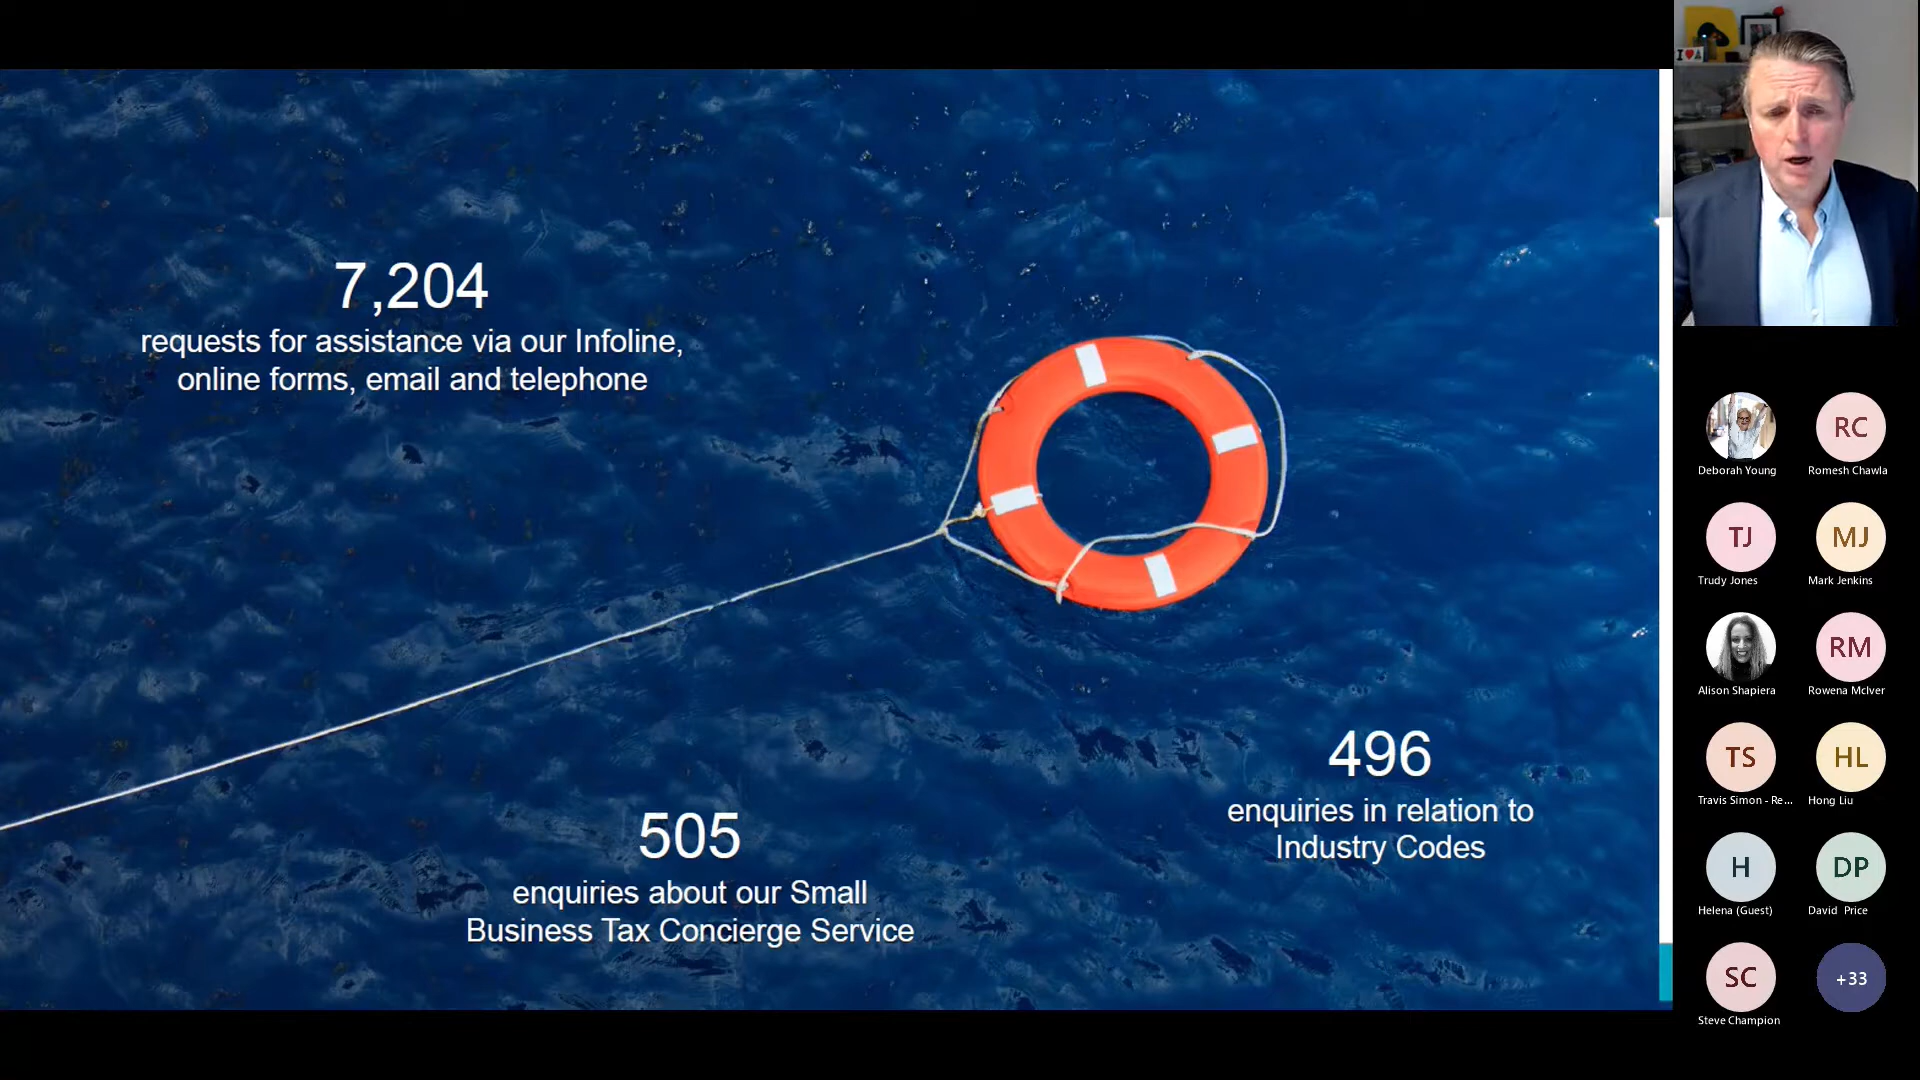 7,204
requests for assistance via our Infoline,
online forms, email and telephone
505
enquiries about our Small
Business Tax Concierge Service
496
enquiries in relation to
Industry Codes
I
Deborah Young
RC
Romesh Chawla
TJ
Trudy Jones
MJ
Mark Jenkins
Alison Shapiera
RM
Rowena McIver
TS
Travis Simon - Re...
HL
Hong Liu
H
Helena (Guest)
DP
David Price
SC
Steve Champion
+33